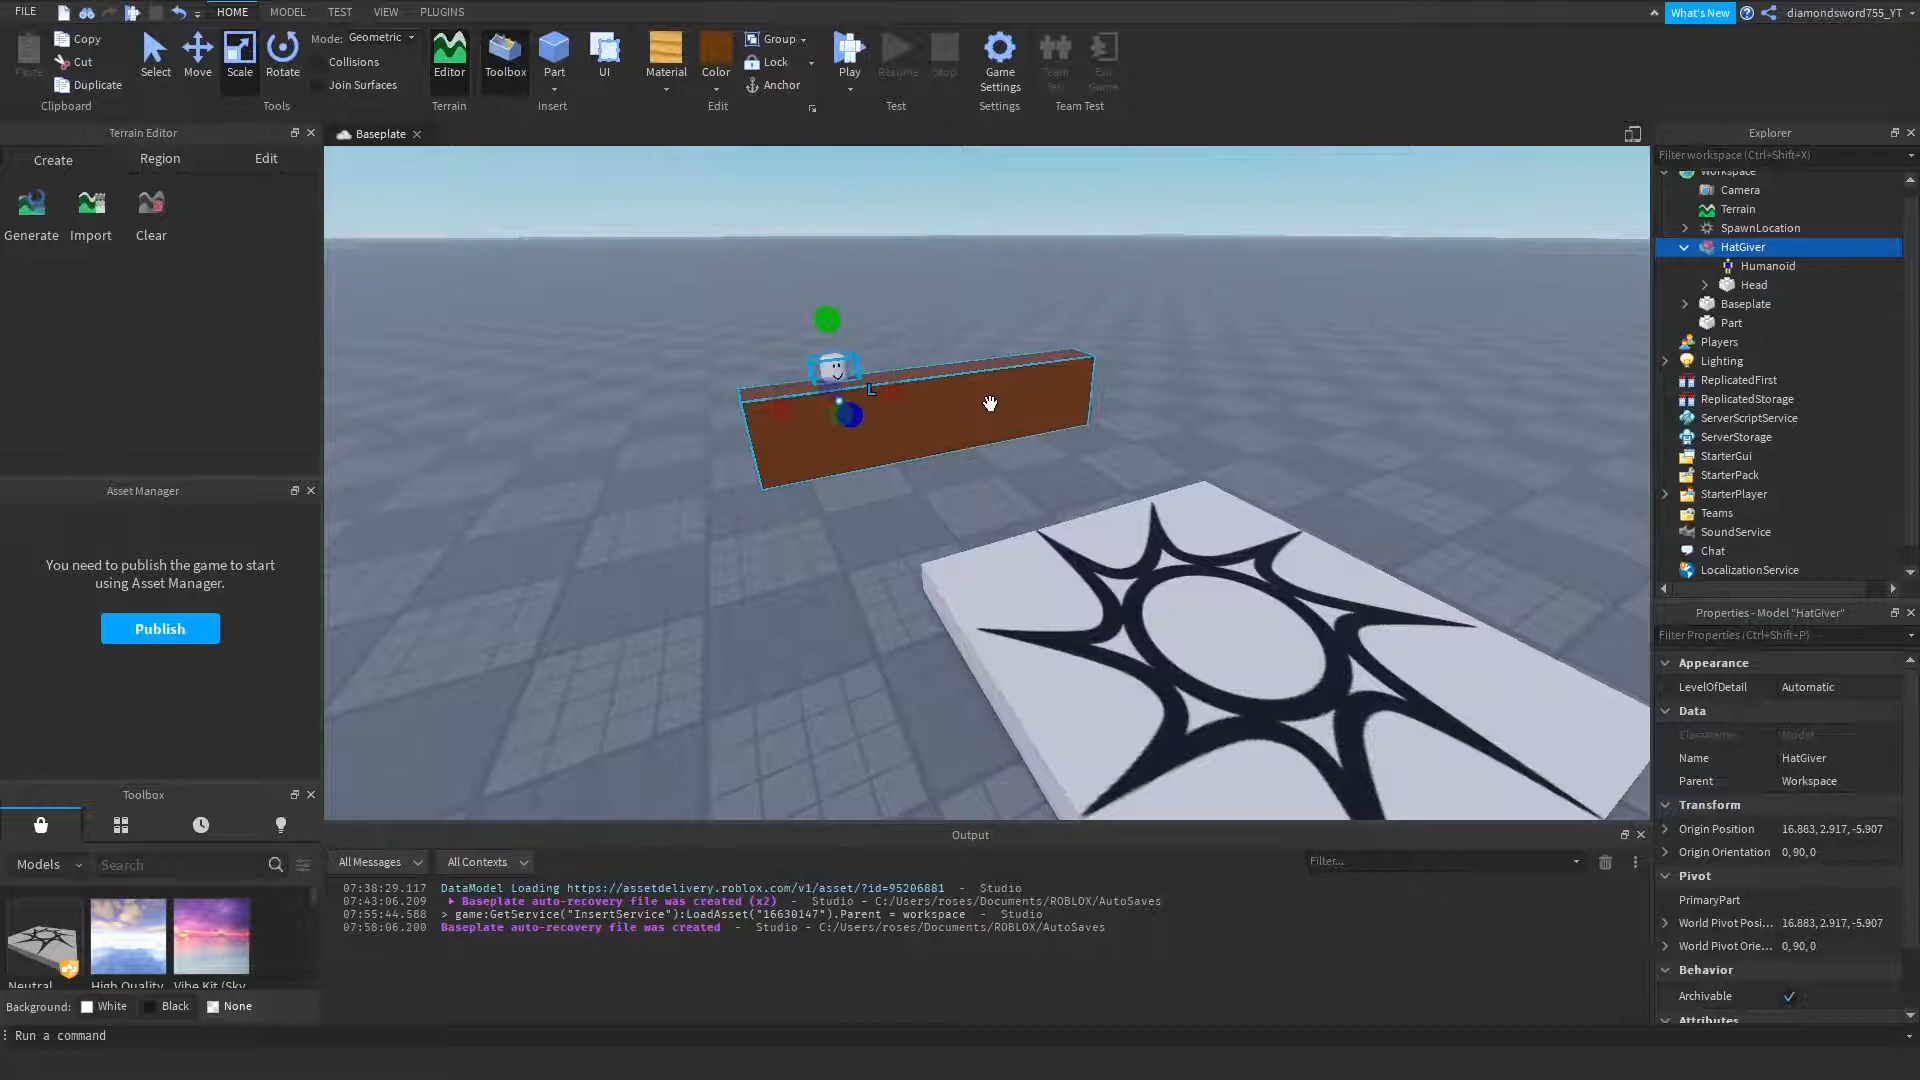 FILE
HOME
MODEL
TEST
VIEW
PLUGINS
What's New
diamondsword755_YT
Paste
Copy
Cut
Duplicate
Clipboard
Select
Move
Scale
Rotate
Mode: Geometric
Collisions
Join Surfaces
Tools
Editor
Terrain
Toolbox
Part
UI
Insert
Material
Color
Group
Lock
Anchor
Edit
Play
Resume
Stop
Test
Game
Settings
Settings
Team
Test
Exit
Game
Team Test
Terrain Editor
Create
Region
Edit
Generate
Import
Clear
Asset Manager
You need to publish the game to start
using Asset Manager.
Publish
Toolbox
Models
Search
Neutral
High Quality
Vibe Kit (Sky
Background:
White
Black
None
Run a command
Baseplate
L
Output
All Messages
All Contexts
Filter...
07:38:29.117 DataModel Loading https://assetdelivery.roblox.com/v1/asset/?id=95206881 - Studio
07:43:06.209 Baseplate auto-recovery file was created (x2) - Studio - C:/Users/roses/Documents/ROBLOX/AutoSaves
07:55:44.588 > game:GetService("InsertService"):LoadAsset("16630147").Parent = workspace - Studio
07:58:06.200 Baseplate auto-recovery file was created - Studio - C:/Users/roses/Documents/ROBLOX/AutoSaves
Explorer
Filter workspace (Ctrl+Shift+X)
Workspace
Camera
Terrain
SpawnLocation
HatGiver
Humanoid
Head
Baseplate
Part
Players
Lighting
ReplicatedFirst
ReplicatedStorage
ServerScriptService
ServerStorage
StarterGui
StarterPack
StarterPlayer
Teams
SoundService
Chat
LocalizationService
Properties - Model "HatGiver"
Filter Properties (Ctrl+Shift+P)
Appearance
LevelOfDetail Automatic
Data
ClassName Model
Name HatGiver
Parent Workspace
Transform
Origin Position 16.883, 2.917, -5.907
Origin Orientation 0, 90, 0
Pivot
PrimaryPart
World Pivot Posi... 16.883, 2.917, -5.907
World Pivot Orie... 0, 90, 0
Behavior
Archivable
Attributes